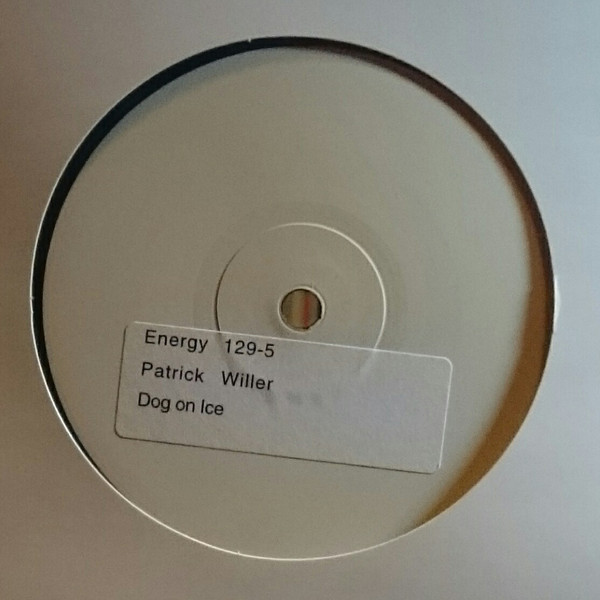 Energy 129-5
Patrick Willer
Dog on Ice